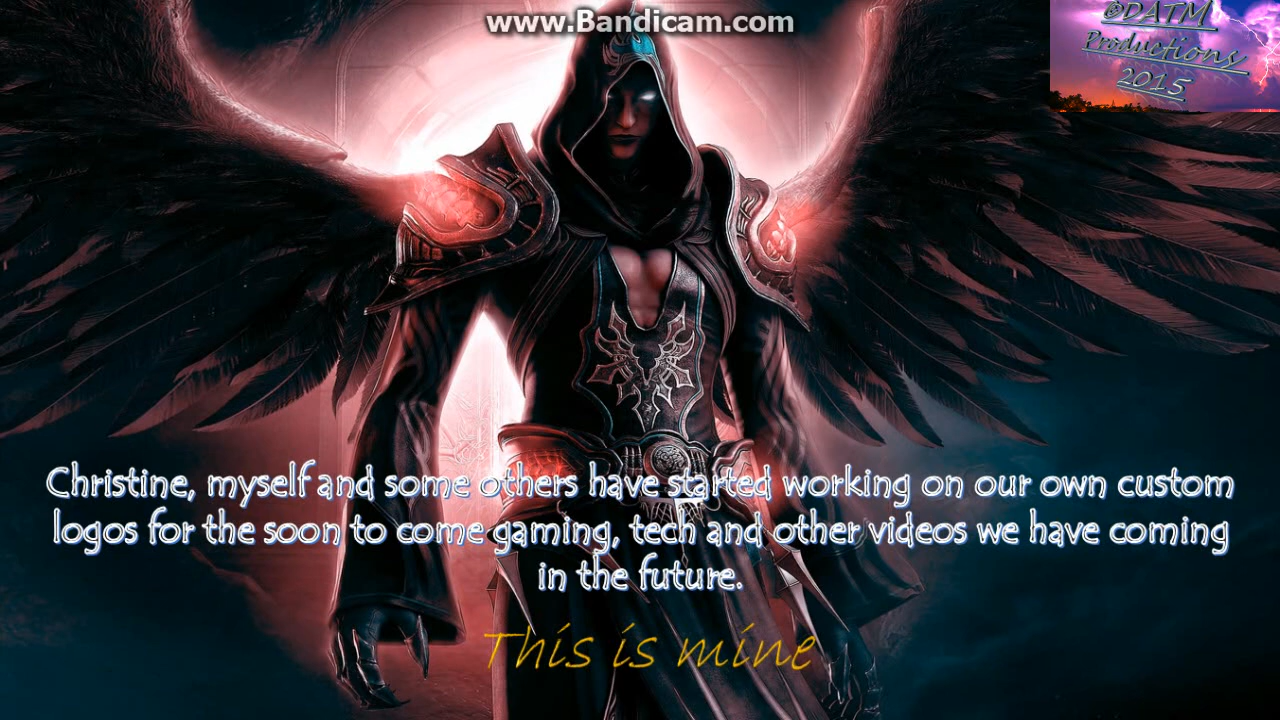 www.Bandicam.com
©DATM
Productions
2015
Christine, myself and some others have started working on our own custom
logos for the soon to come gaming, tech and other videos we have coming
in the future.
This is mine